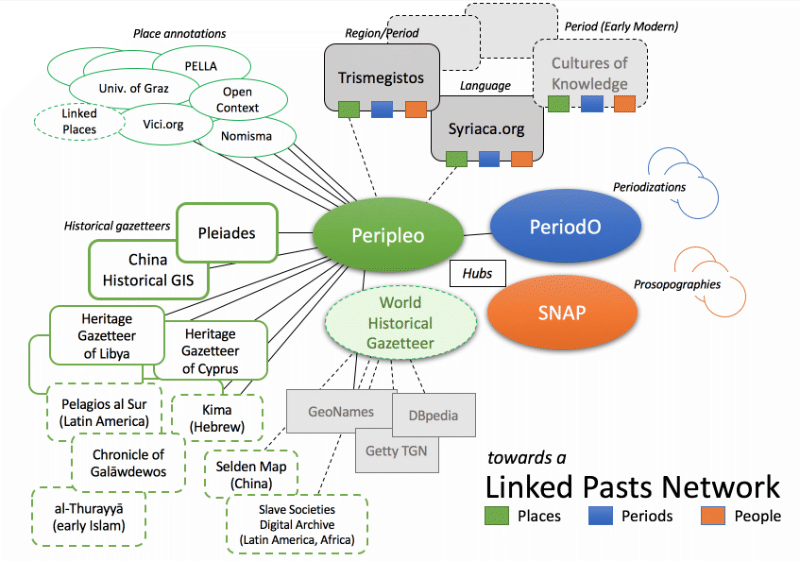 Place annotations
PELLA
Univ. of Graz
Open
Context
Linked
Places
Vici.org
Nomisma
Region/Period
Trismegistos
Period (Early Modern)
Cultures of
Knowledge
Language
Syriaca.org
Historical gazetteers
Pleiades
China
Historical GIS
Peripleo
PeriodO
Periodizations
Hubs
SNAP
Prosopographies
World
Historical
Gazetteer
Heritage
Gazetteer
of Libya
Heritage
Gazetteer
of Cyprus
Pelagios al Sur
(Latin America)
Kima
(Hebrew)
GeoNames
DBpedia
Getty TGN
Chronicle of
Galāwdewos
Selden Map
(China)
al-Thurayyā
(early Islam)
Slave Societies
Digital Archive
(Latin America, Africa)
towards a
Linked Pasts Network
Places Periods People